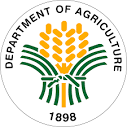 DEPARTMENT OF AGRICULTURE
1898